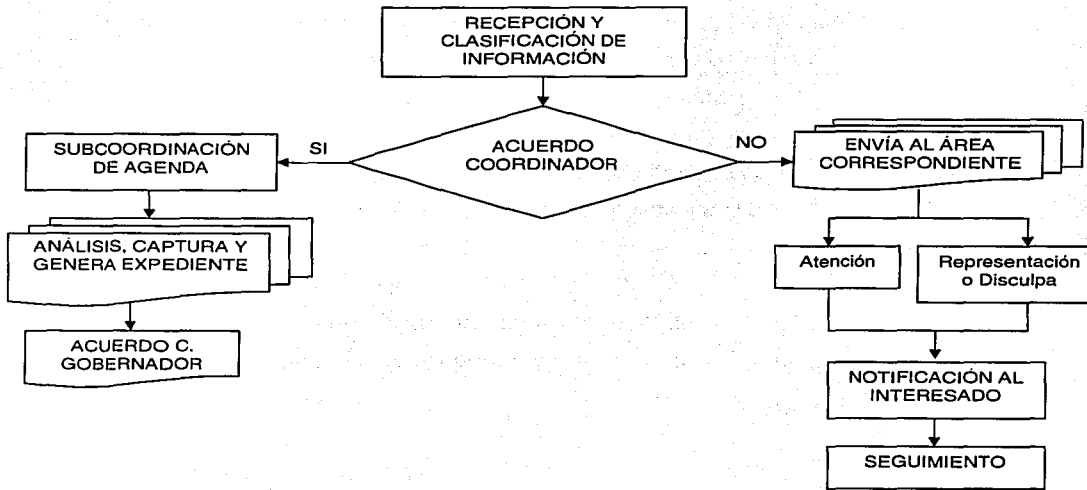 RECEPCIÓN Y
CLASIFICACIÓN DE
INFORMACIÓN
ACUERDO
COORDINADOR
SI
NO
SUBCOORDINACIÓN
DE AGENDA
ANÁLISIS, CAPTURA Y
GENERA EXPEDIENTE
ACUERDO C.
GOBERNADOR
ENVÍA AL ÁREA
CORRESPONDIENTE
Atención
Representación
o Disculpa
NOTIFICACIÓN AL
INTERESADO
SEGUIMIENTO